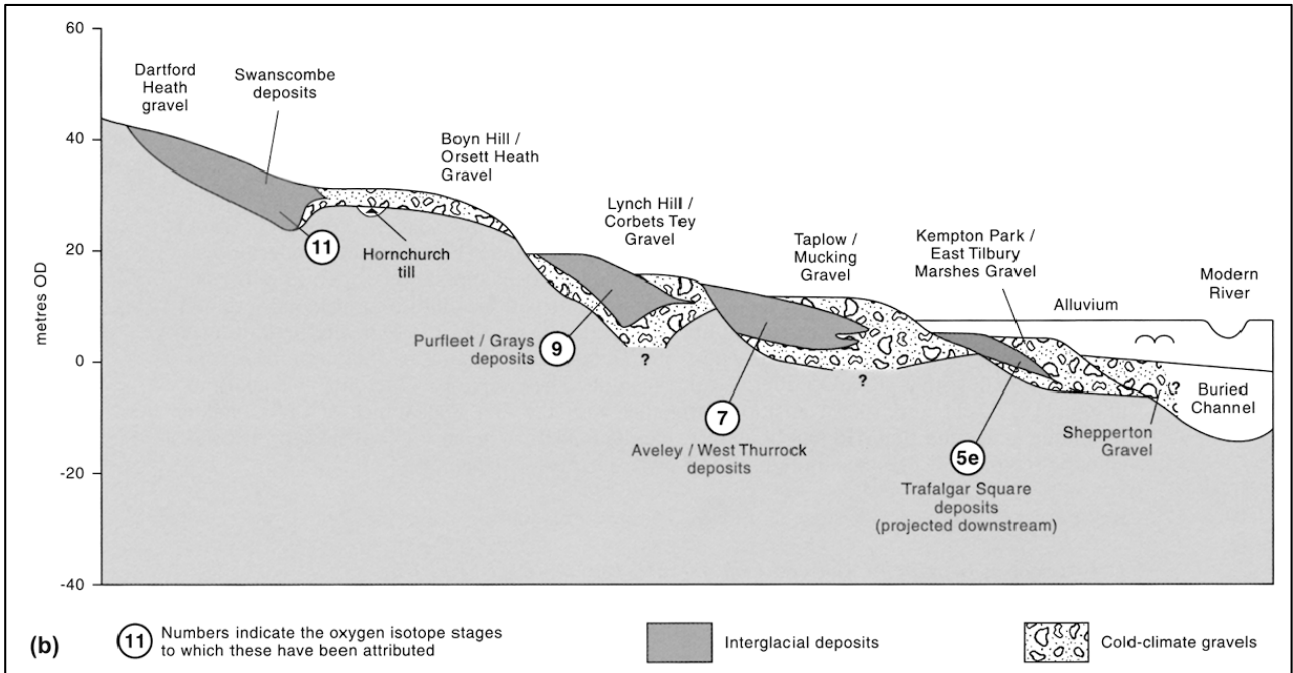 60
40
20
0
-20
-40
metres OD
Dartford
Heath
gravel
Swanscombe
deposits
11
Hornchurch
till
Boyn Hill /
Orsett Heath
Gravel
Purfleet / Grays
deposits
9
?
Lynch Hill /
Corbets Tey
Gravel
7
Aveley / West Thurrock
deposits
Taplow /
Mucking
Gravel
?
Kempton Park /
East Tilbury
Marshes Gravel
5e
Trafalgar Square
deposits
(projected downstream)
Alluvium
Modern
River
?
Buried
Channel
Shepperton
Gravel
(b)
11
Numbers indicate the oxygen isotope stages
to which these have been attributed
Interglacial deposits
Cold-climate gravels